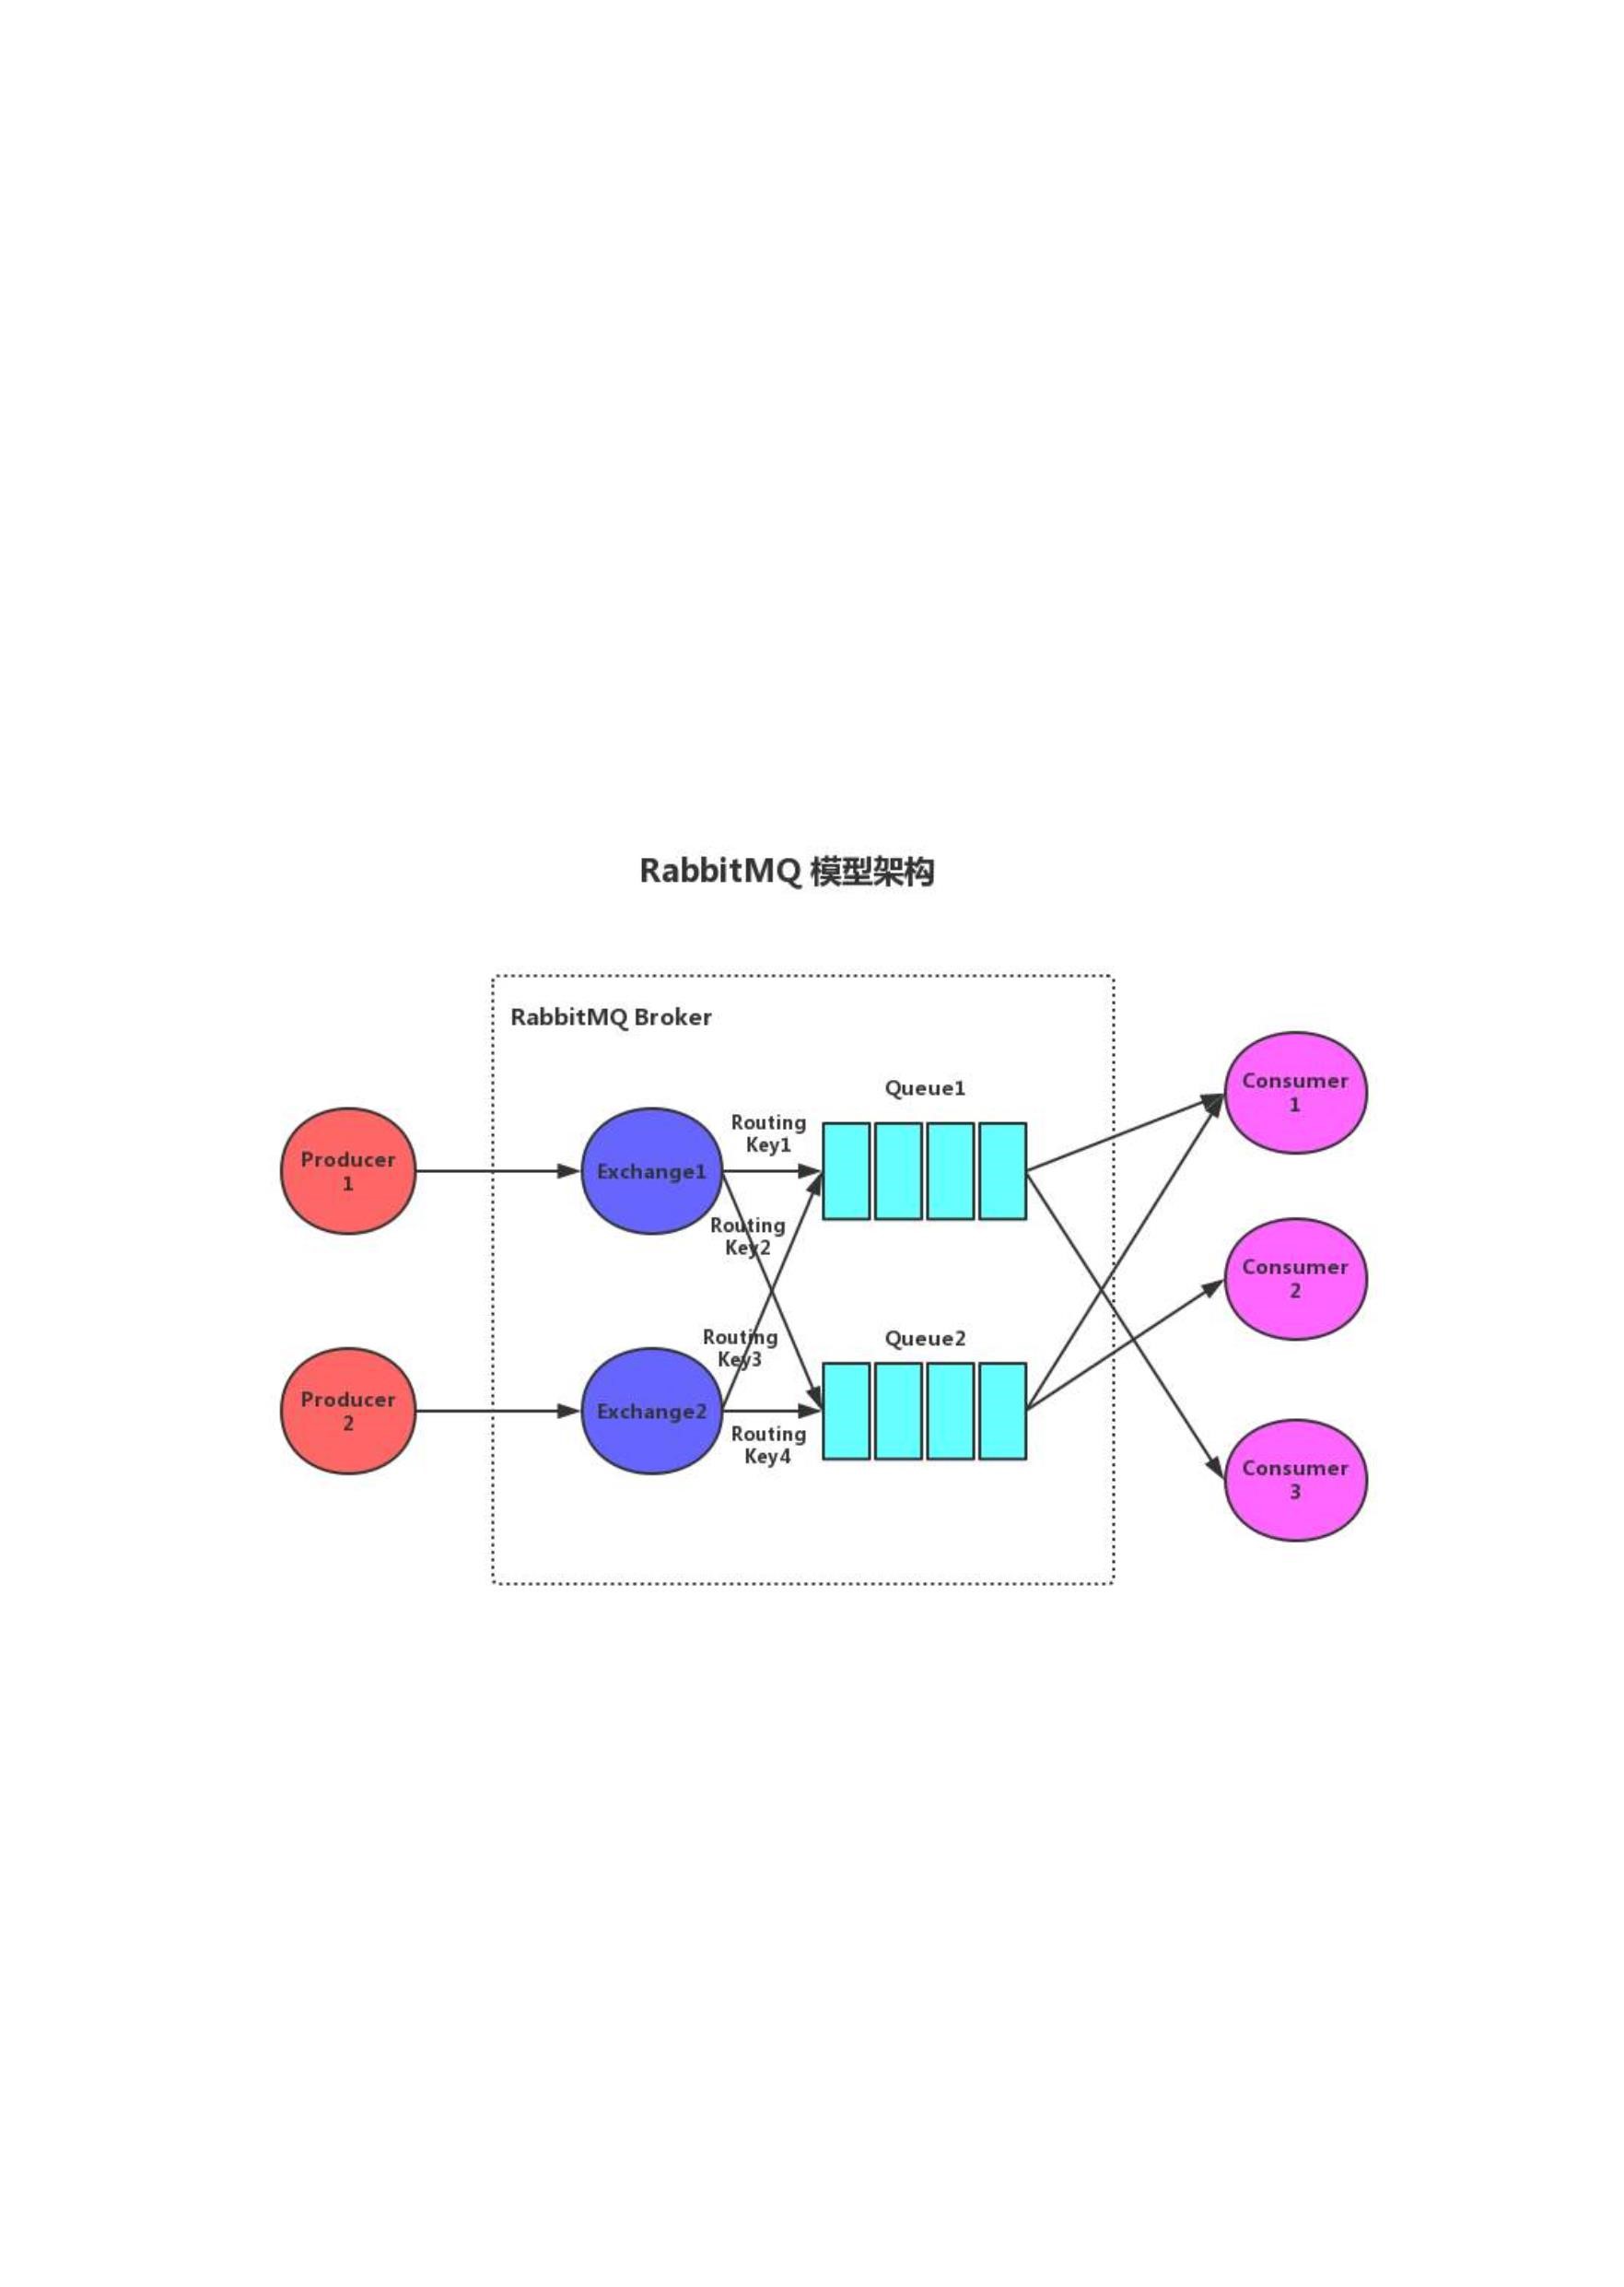 RabbitMQ 模型架构
RabbitMQ Broker
Producer
1
Exchange1
Routing
Key1
Routing
Key2
Queue1
Consumer
1
Consumer
2
Producer
2
Exchange2
Routing
Key3
Routing
Key4
Queue2
Consumer
3